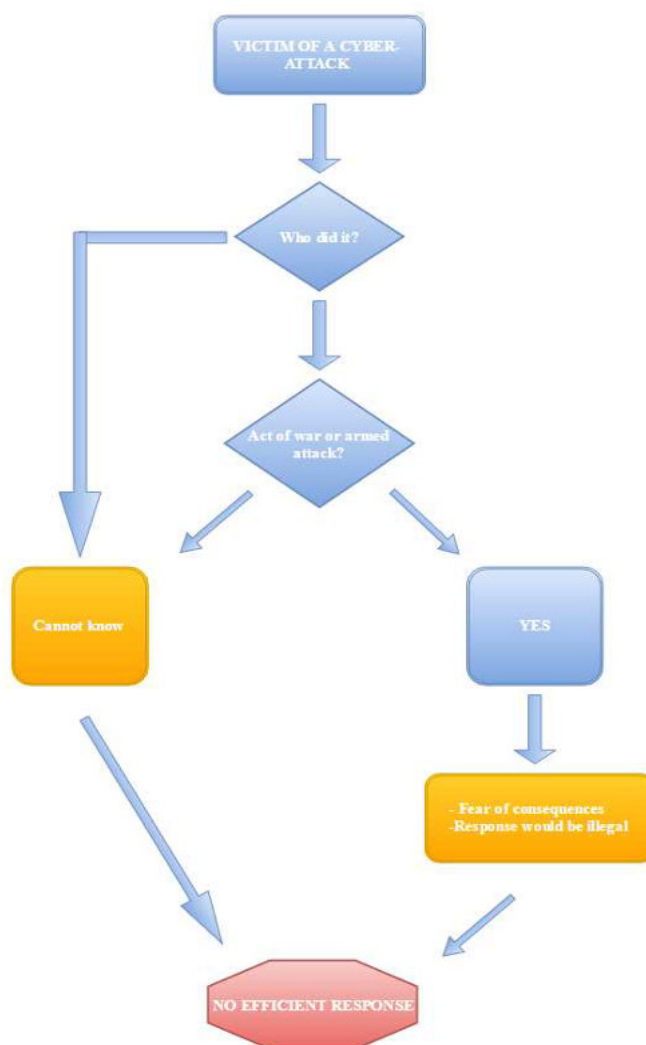 VICTIM OF A CYBER-
ATTACK
Who did it?
Act of war or armed
attack?
Cannot know
YES
- Fear of consequences
-Response would be illegal
NO EFFICIENT RESPONSE